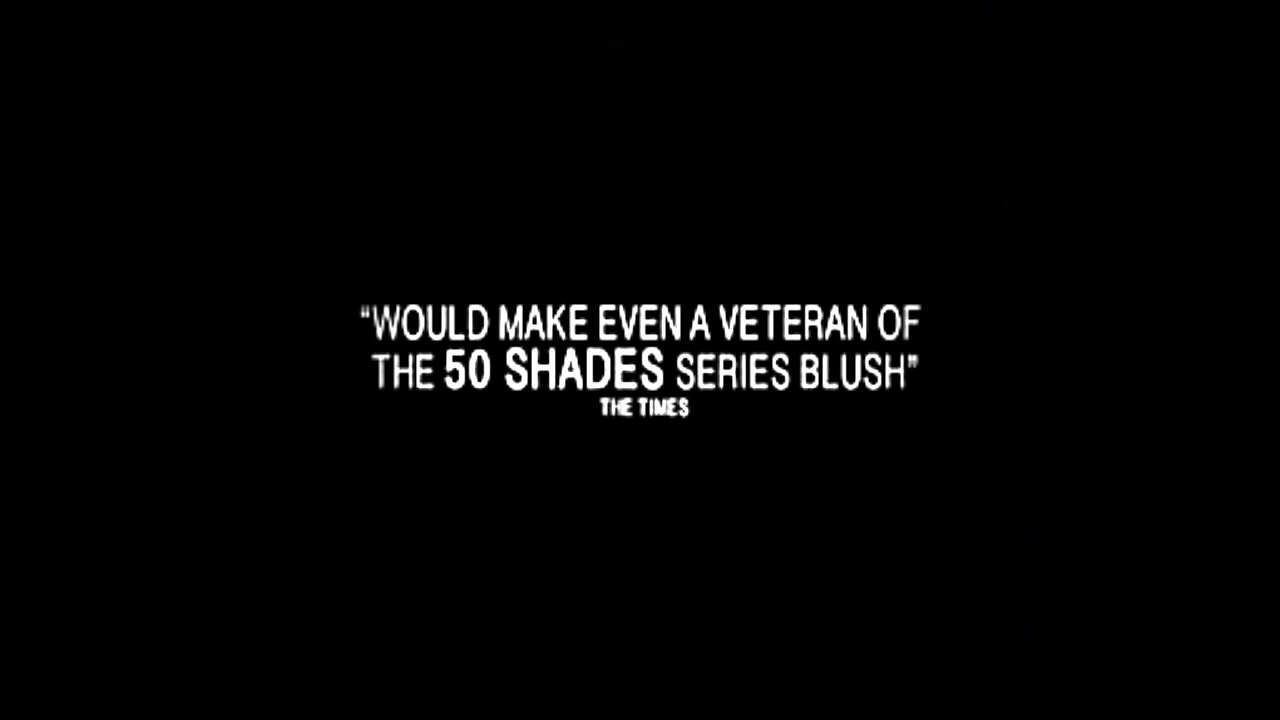 “WOULD MAKE EVEN A VETERAN OF
THE 50 SHADES SERIES BLUSH”
THE TIMES